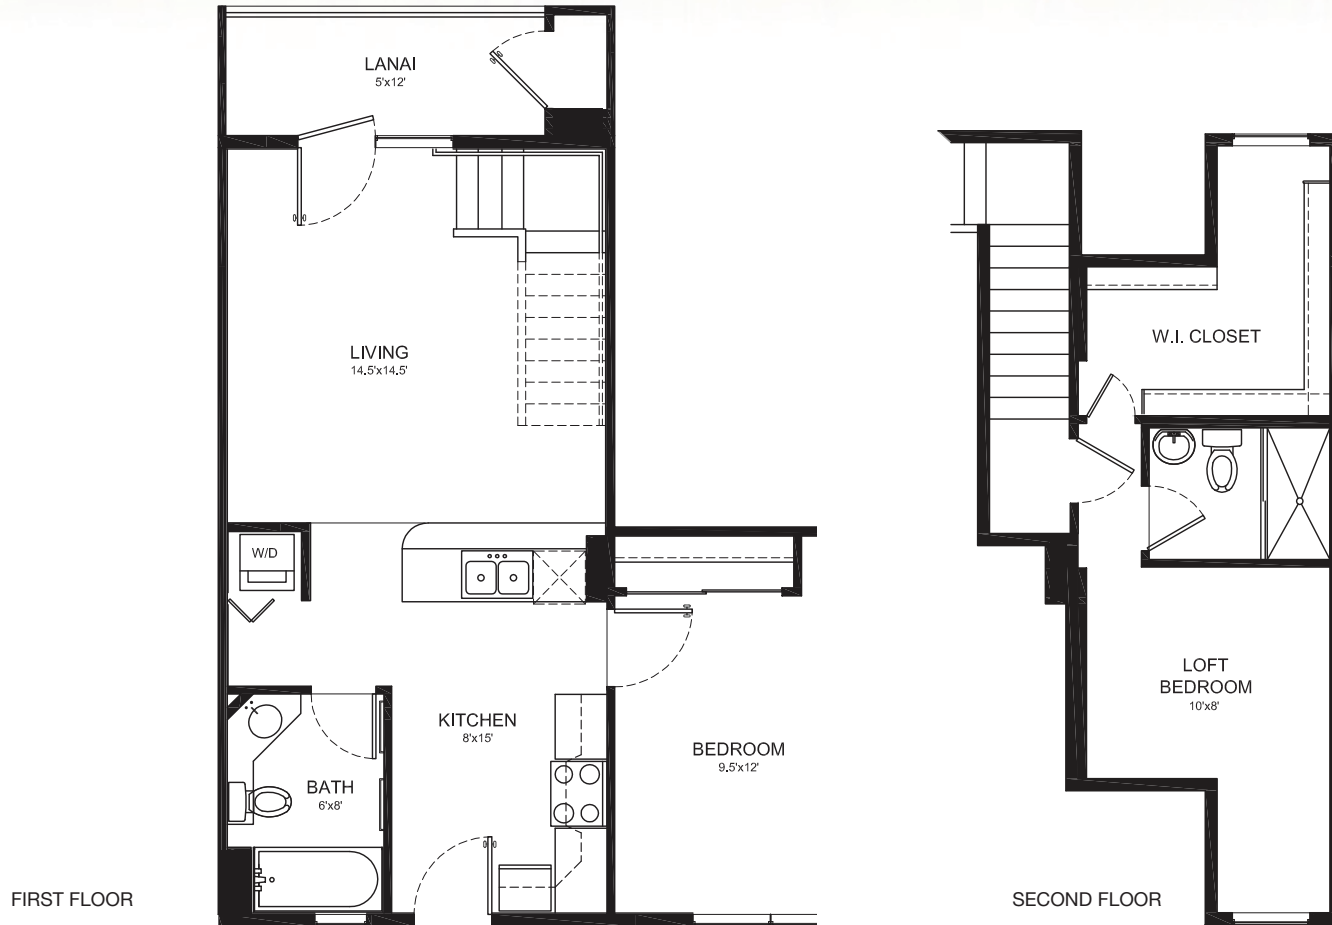 LANAI
5'x12'
LIVING
14.5'x14.5'
W/D
KITCHEN
8'x15'
BATH
6'x8'
BEDROOM
9.5'x12'
FIRST FLOOR
W.I. CLOSET
LOFT
BEDROOM
10'x8'
SECOND FLOOR